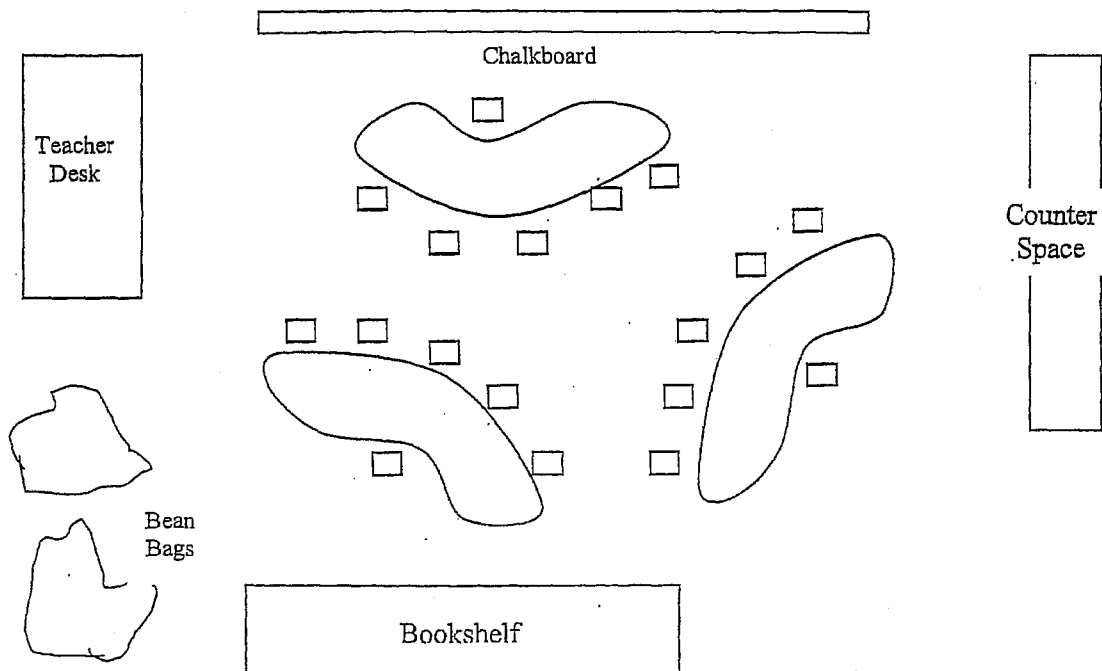 Chalkboard
Teacher
Desk
Counter
Space
Bean
Bags
Bookshelf